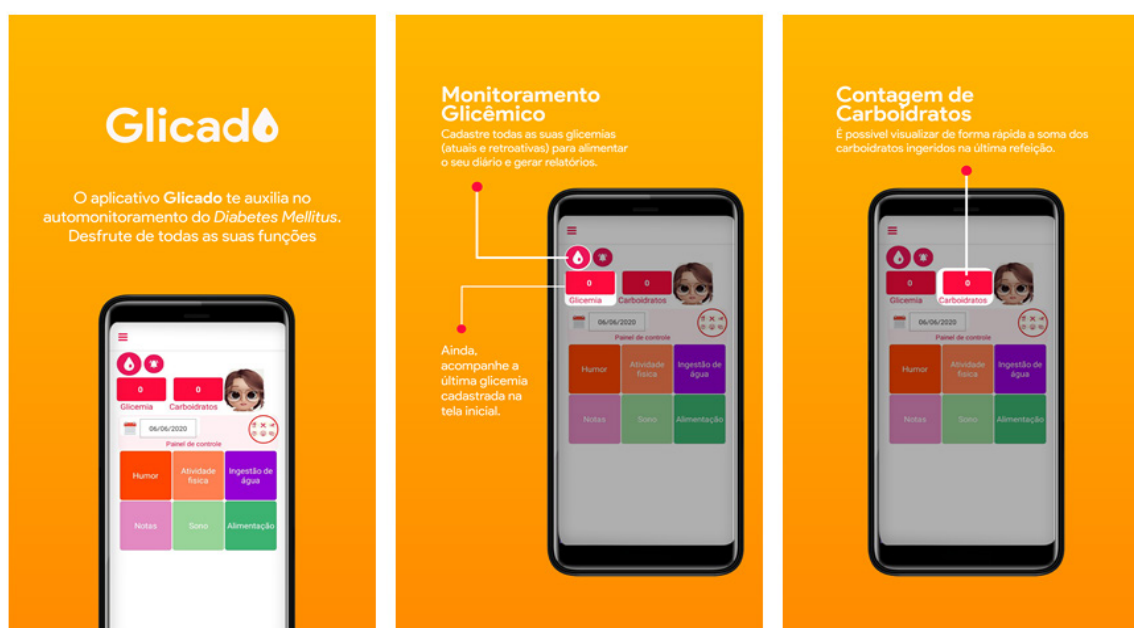 Glicado
O aplicativo Glicado te auxilia no
automonitoramento do Diabetes Mellitus.
Desfrute de todas as suas funções
0
0
Glicemia
Carboidratos
06/06/2020
Painel de controle
Humor
Atividade
física
Ingestão de
água
Notas
Sono
Alimentação
Monitoramento
Glicêmico
Cadastre todas as suas glicemias
(atuais e retroativas) para alimentar
o seu diário e gerar relatórios.
0
0
Glicemia
Carboidratos
06/06/2020
Painel de controle
Humor
Atividade
física
Ingestão de
água
Notas
Sono
Alimentação
Ainda,
acompanhe a
última glicemia
cadastrada na
tela inicial.
Contagem de
Carboidratos
É possível visualizar de forma rápida a soma dos
carboidratos ingeridos na última refeição.
0
0
Glicemia
Carboidratos
06/06/2020
Painel de controle
Humor
Atividade
física
Ingestão de
água
Notas
Sono
Alimentação